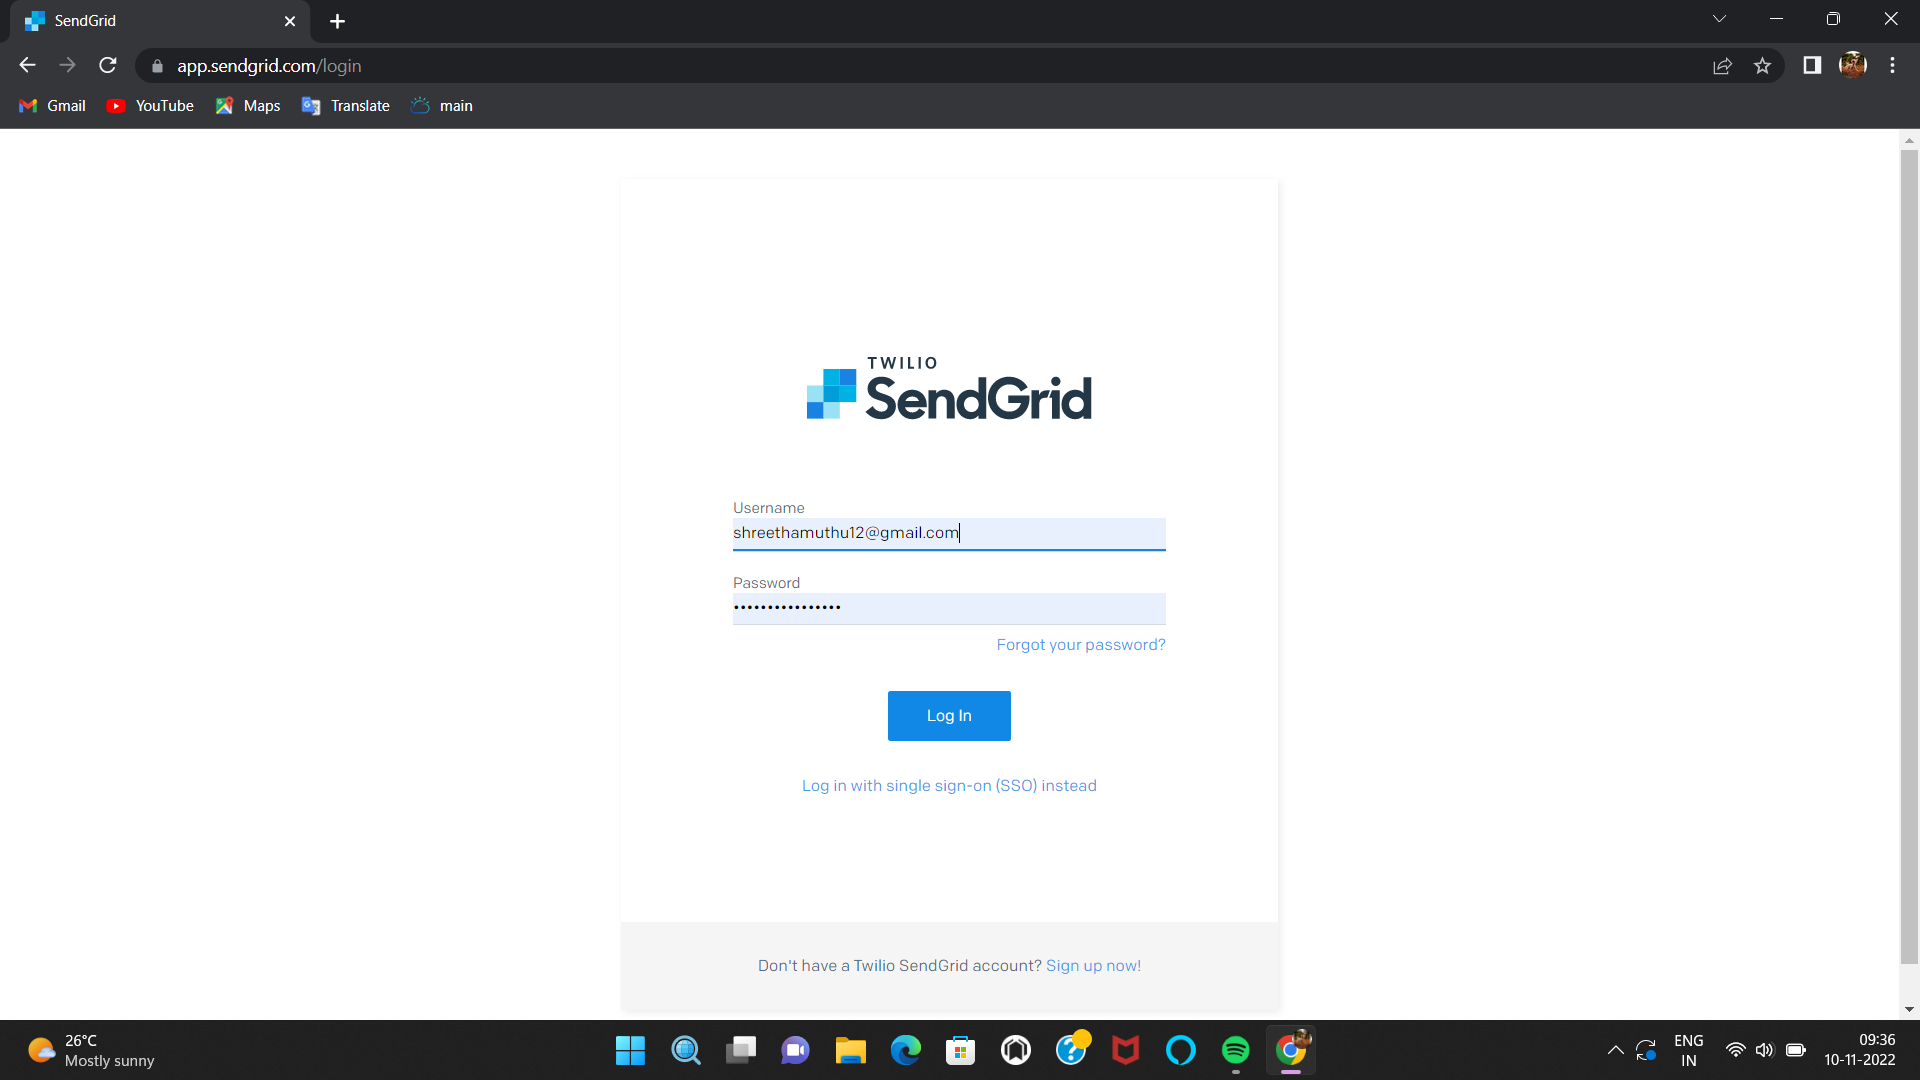 SendGrid
app.sendgrid.com/login
Gmail
YouTube
Maps
Translate
main
TWILIO
SendGrid
Username
shreethamuthu12@gmail.com
Password
••••••••••••••••
Forgot your password?
Log In
Log in with single sign-on (SSO) instead
Don't have a Twilio SendGrid account? Sign up now!
26°C
Mostly sunny
ENG
IN
09:36
10-11-2022